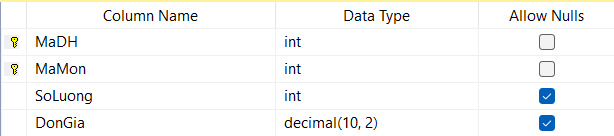 Column Name Data Type Allow Nulls
MaDH int
MaMon int
SoLuong int
DonGia decimal(10, 2)